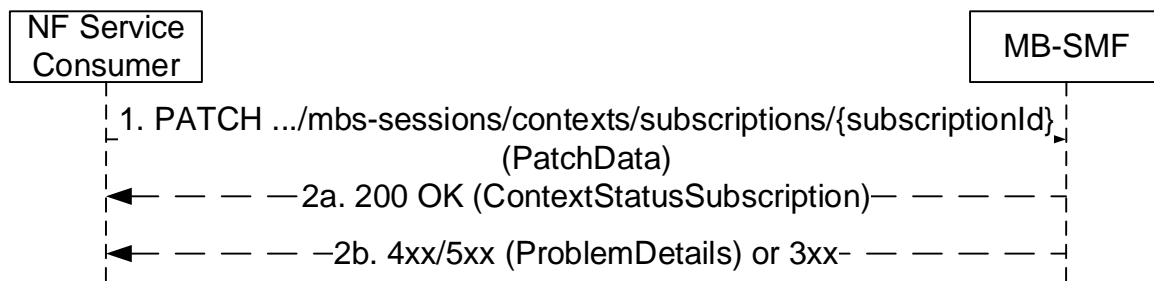 NF Service
Consumer
MB-SMF
1. PATCH .../mbs-sessions/contexts/subscriptions/{subscriptionId}
(PatchData)
2a. 200 OK (ContextStatusSubscription)
2b. 4xx/5xx (ProblemDetails) or 3xx